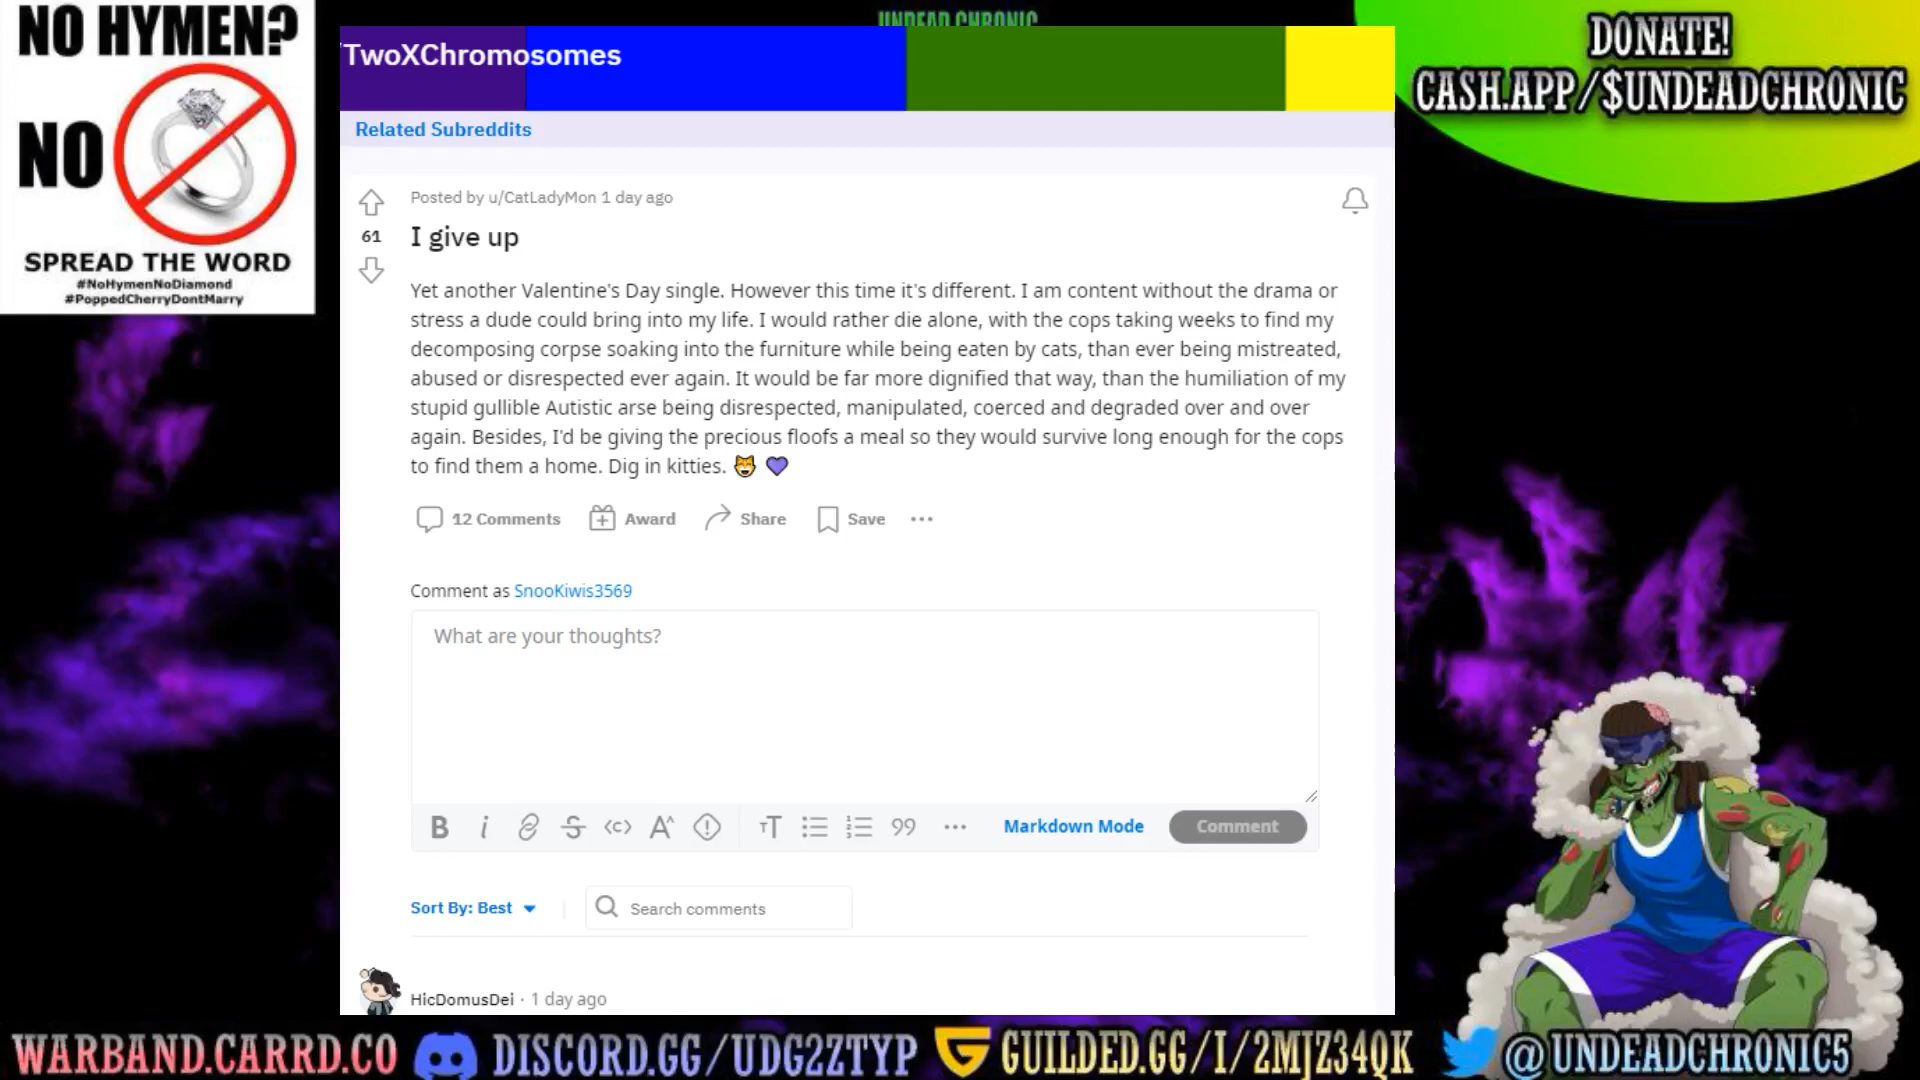 UNDEAD CHRONIC
NO HYMEN?
NO
SPREAD THE WORD
#NoHymenNoDiamond
#PoppedCherryDontMarry
DONATE!
CASH.APP/$UNDEADCHRONIC
/TwoXChromosomes
Related Subreddits
Posted by u/CatLadyMon 1 day ago
61
I give up
Yet another Valentine's Day single. However this time it's different. I am content without the drama or
stress a dude could bring into my life. I would rather die alone, with the cops taking weeks to find my
decomposing corpse soaking into the furniture while being eaten by cats, than ever being mistreated,
abused or disrespected ever again. It would be far more dignified that way, than the humiliation of my
stupid gullible Autistic arse being disrespected, manipulated, coerced and degraded over and over
again. Besides, I'd be giving the precious floofs a meal so they would survive long enough for the cops
to find them a home. Dig in kitties. 😸 💜
12 Comments Award Share Save ...
Comment as SnooKiwis3569
What are your thoughts?
Markdown Mode Comment
Sort By: Best Search comments
HicDomusDei · 1 day ago
WARBAND.CARRD.CO DISCORD.GG/UDG2ZTYP GUILDED.GG/I/2MJZ34QK @UNDEADCHRONIC5